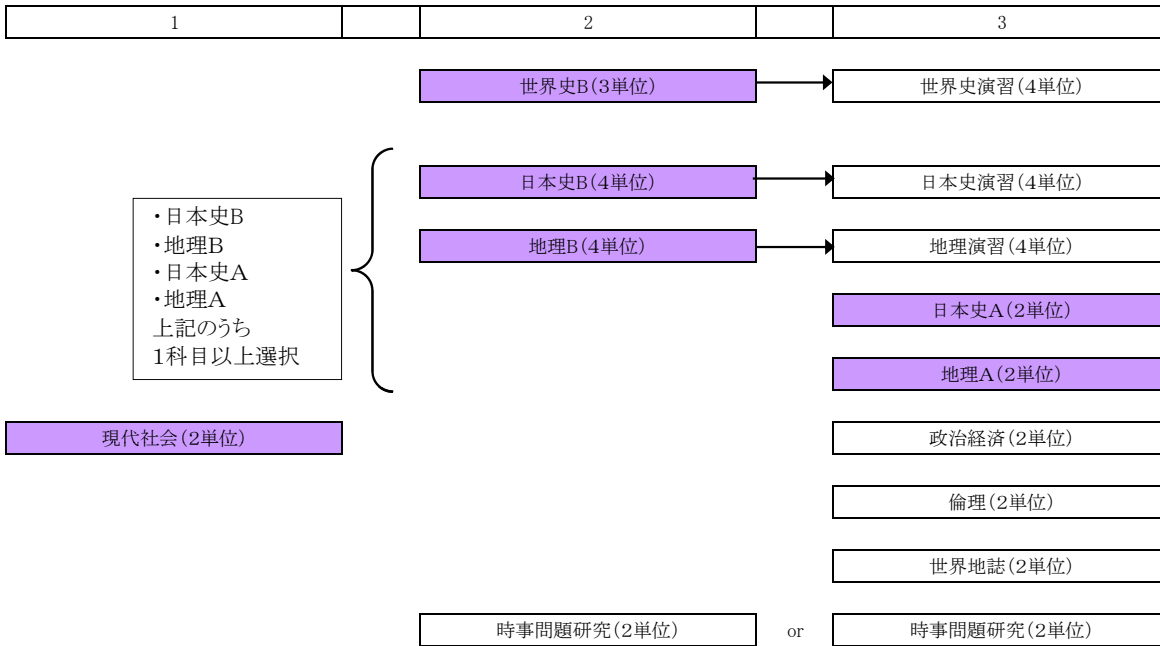 1 2 3
世界史B(3単位) 世界史演習(4単位)
日本史B(4単位) 日本史演習(4単位)
・日本史B
・地理B
・日本史A
・地理A
上記のうち
1科目以上選択
地理B(4単位) 地理演習(4単位)
日本史A(2単位)
地理A(2単位)
現代社会(2単位) 政治経済(2単位)
倫理(2単位)
世界地誌(2単位)
時事問題研究(2単位) or 時事問題研究(2単位)